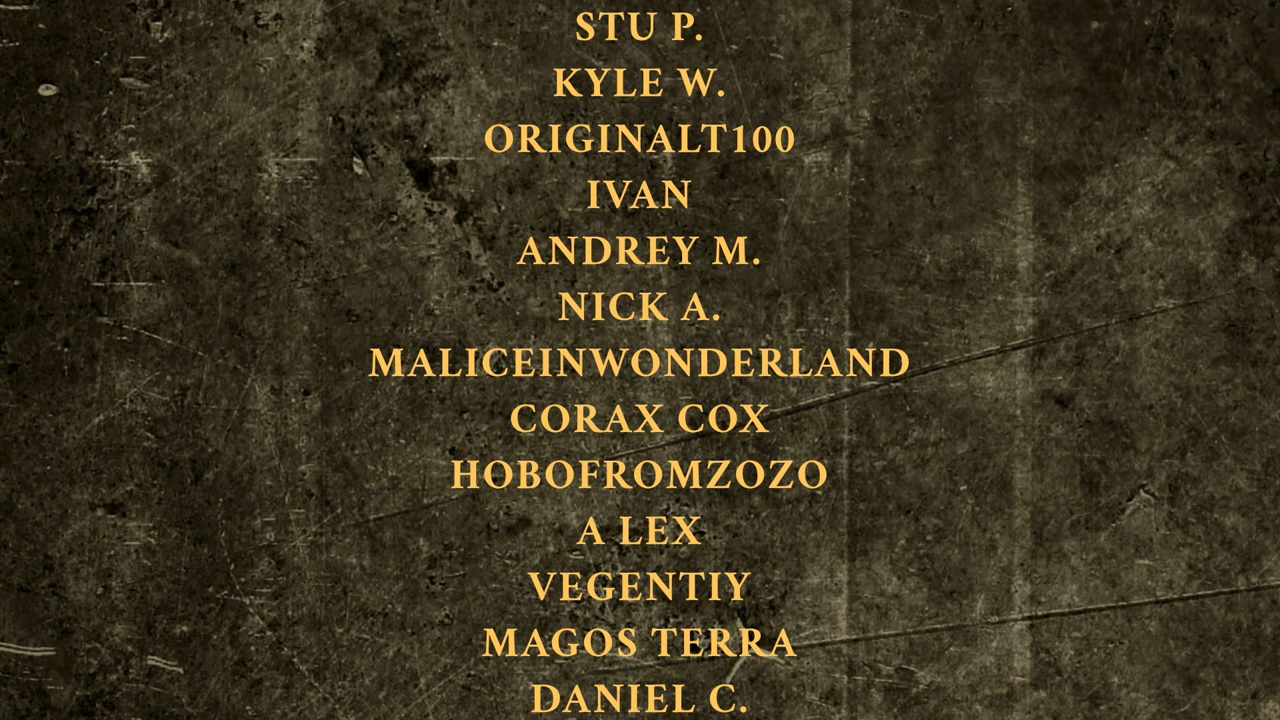 STU P.
KYLE W.
ORIGINALT100
IVAN
ANDREY M.
NICK A.
MALICEINWONDERLAND
CORAX COX
HOBOFROMZOZO
A LEX
VEGENTIY
MAGOS TERRA
DANIEL C.